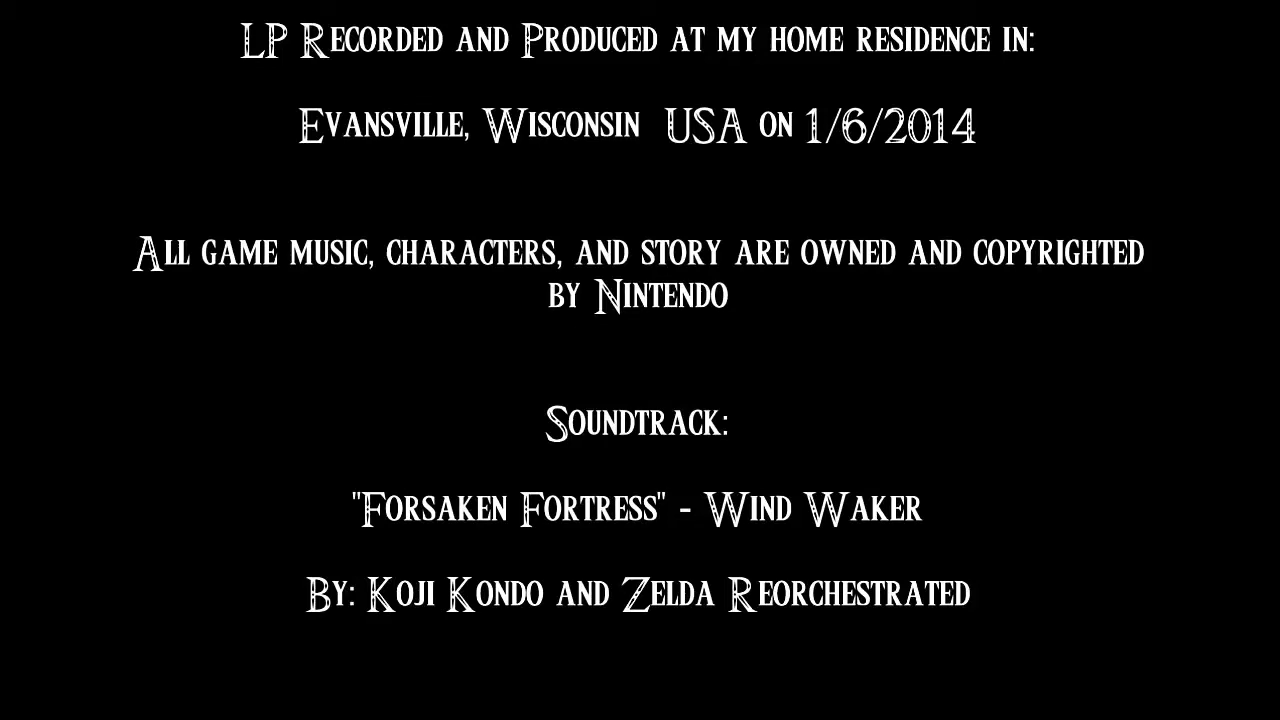 LP Recorded and Produced at my home residence in:
Evansville, Wisconsin  USA on 1/6/2014
All game music, characters, and story are owned and copyrighted
by Nintendo
Soundtrack:
"Forsaken Fortress" - Wind Waker
By: Koji Kondo and Zelda Reorchestrated